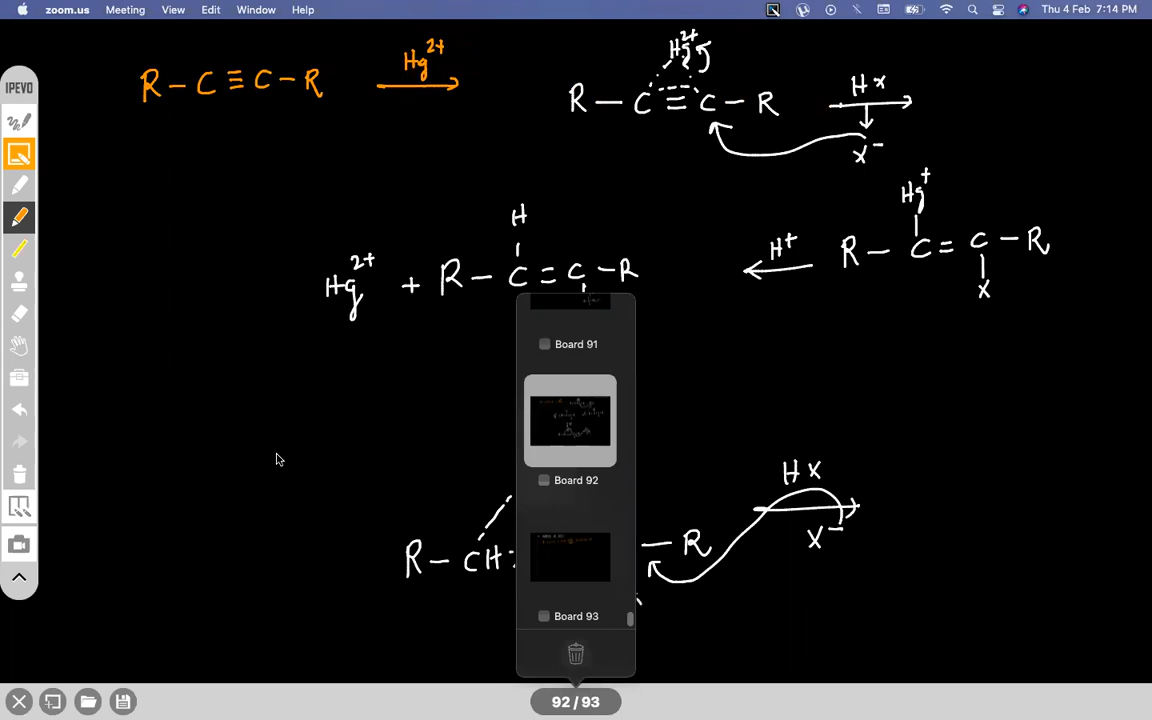 zoom.us Meeting View Edit Window Help Thu 4 Feb 7:14 PM
IPEVO
R - C ≡ C - R Hg2+
Hg2+
R - C ≡ C - R HX
X-
Hg+
R - C = C - R
X
H+
H
Hg2+ + R - C = C - R
Board 91
Board 92
Board 93
R - CH
- R HX
X-
92 / 93